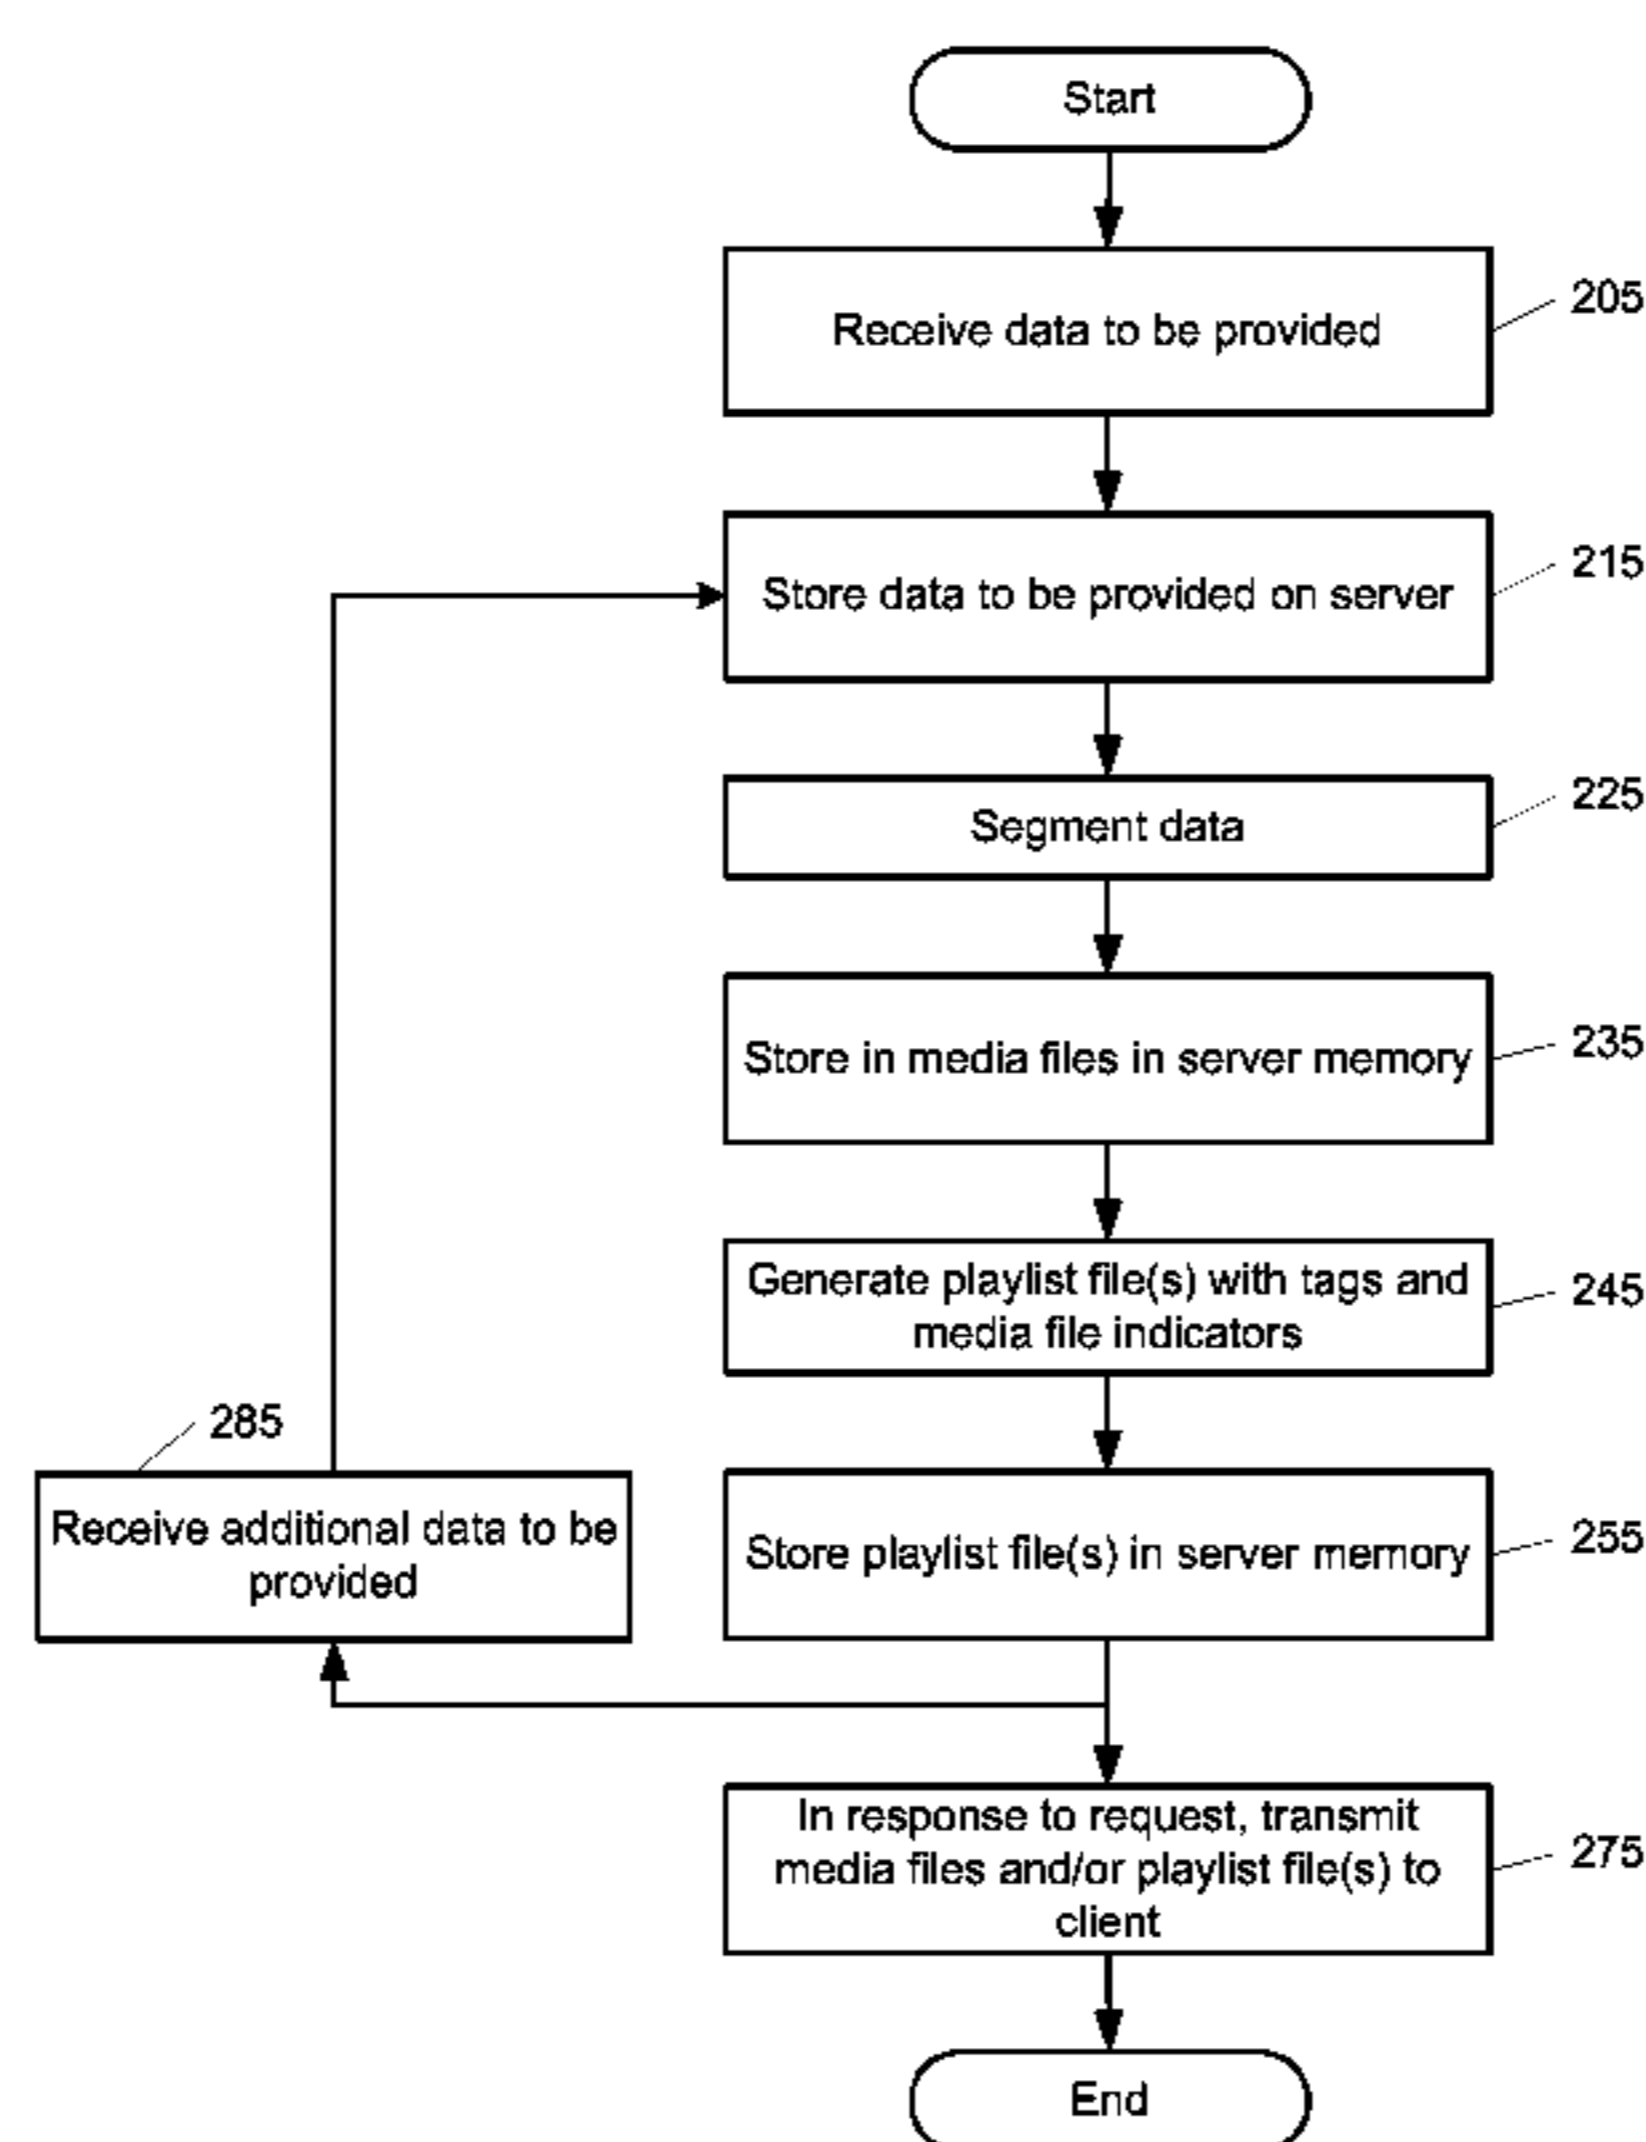 Start
Receive data to be provided
205
Store data to be provided on server
215
Segment data
225
Store in media files in server memory
235
Generate playlist file(s) with tags and
media file indicators
245
285
Receive additional data to be
provided
Store playlist file(s) in server memory
255
In response to request, transmit
media files and/or playlist file(s) to
client
275
End